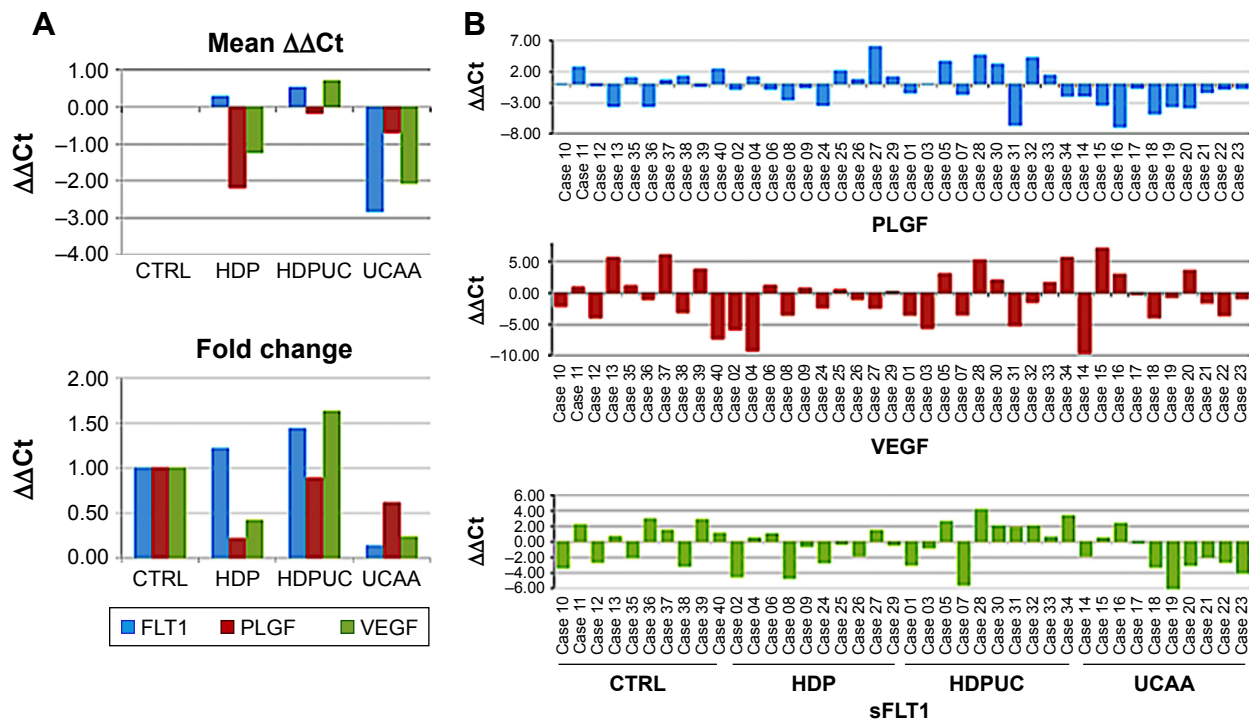 A
Mean ΔΔCt
1.00
0.00
–1.00
–2.00
–3.00
–4.00
ΔΔCt
CTRL HDP HDPUC UCAA
Fold change
2.00
1.50
1.00
0.50
0.00
ΔΔCt
CTRL HDP HDPUC UCAA
FLT1 PLGF VEGF
B
7.00
2.00
–3.00
–8.00
ΔΔCt
Case 10 Case 11 Case 12 Case 13 Case 35 Case 36 Case 37 Case 38 Case 39 Case 40 Case 02 Case 04 Case 06 Case 08 Case 09 Case 24 Case 25 Case 26 Case 27 Case 29 Case 01 Case 03 Case 05 Case 07 Case 28 Case 30 Case 31 Case 32 Case 33 Case 34 Case 14 Case 15 Case 16 Case 17 Case 18 Case 19 Case 20 Case 21 Case 22 Case 23
PLGF
5.00
0.00
–5.00
–10.00
ΔΔCt
Case 10 Case 11 Case 12 Case 13 Case 35 Case 36 Case 37 Case 38 Case 39 Case 40 Case 02 Case 04 Case 06 Case 08 Case 09 Case 24 Case 25 Case 26 Case 27 Case 29 Case 01 Case 03 Case 05 Case 07 Case 28 Case 30 Case 31 Case 32 Case 33 Case 34 Case 14 Case 15 Case 16 Case 17 Case 18 Case 19 Case 20 Case 21 Case 22 Case 23
VEGF
6.00
4.00
2.00
0.00
–2.00
–4.00
–6.00
ΔΔCt
Case 10 Case 11 Case 12 Case 13 Case 35 Case 36 Case 37 Case 38 Case 39 Case 40 Case 02 Case 04 Case 06 Case 08 Case 09 Case 24 Case 25 Case 26 Case 27 Case 29 Case 01 Case 03 Case 05 Case 07 Case 28 Case 30 Case 31 Case 32 Case 33 Case 34 Case 14 Case 15 Case 16 Case 17 Case 18 Case 19 Case 20 Case 21 Case 22 Case 23
CTRL HDP HDPUC UCAA
sFLT1